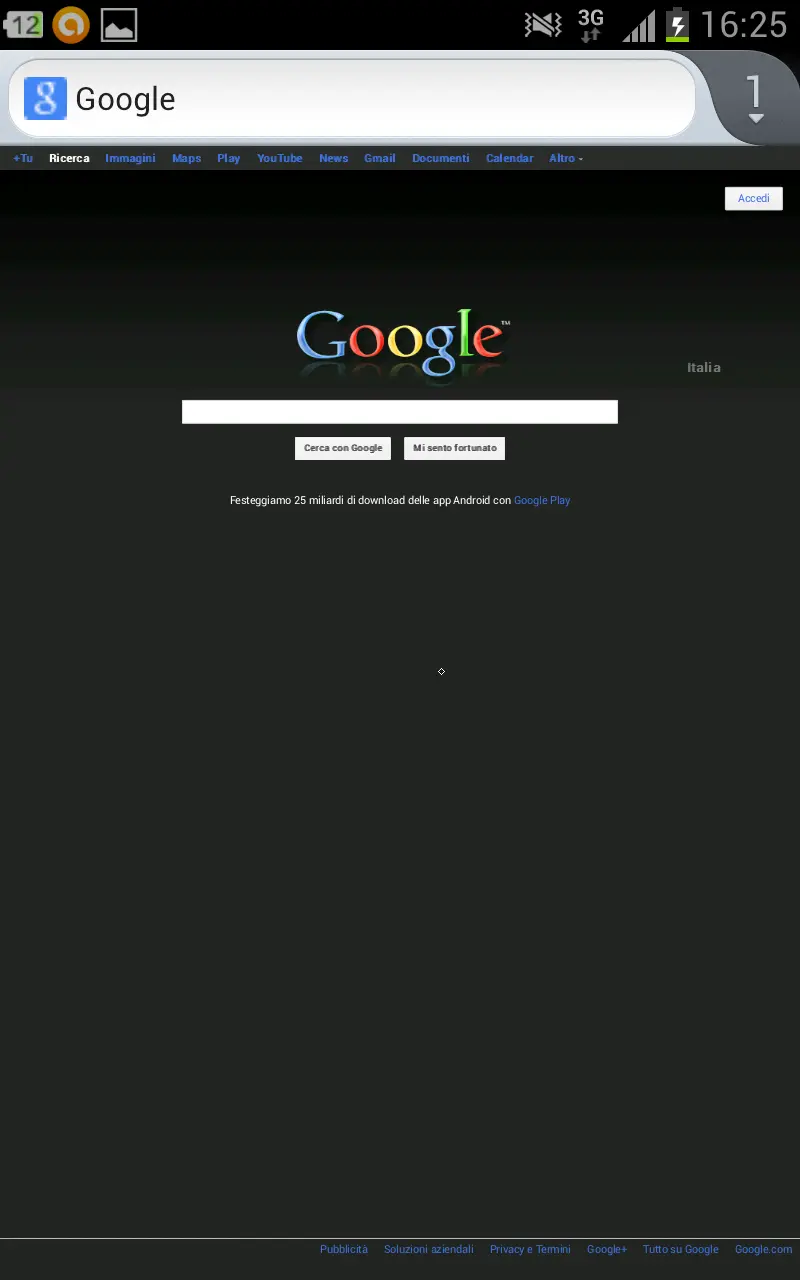 12 3G 16:25
Google 1
+Tu Ricerca Immagini Maps Play YouTube News Gmail Documenti Calendar Altro
Accedi
Google™
Italia
Cerca con Google Mi sento fortunato
Festeggiamo 25 miliardi di download delle app Android con Google Play
Pubblicità Soluzioni aziendali Privacy e Termini Google+ Tutto su Google Google.com